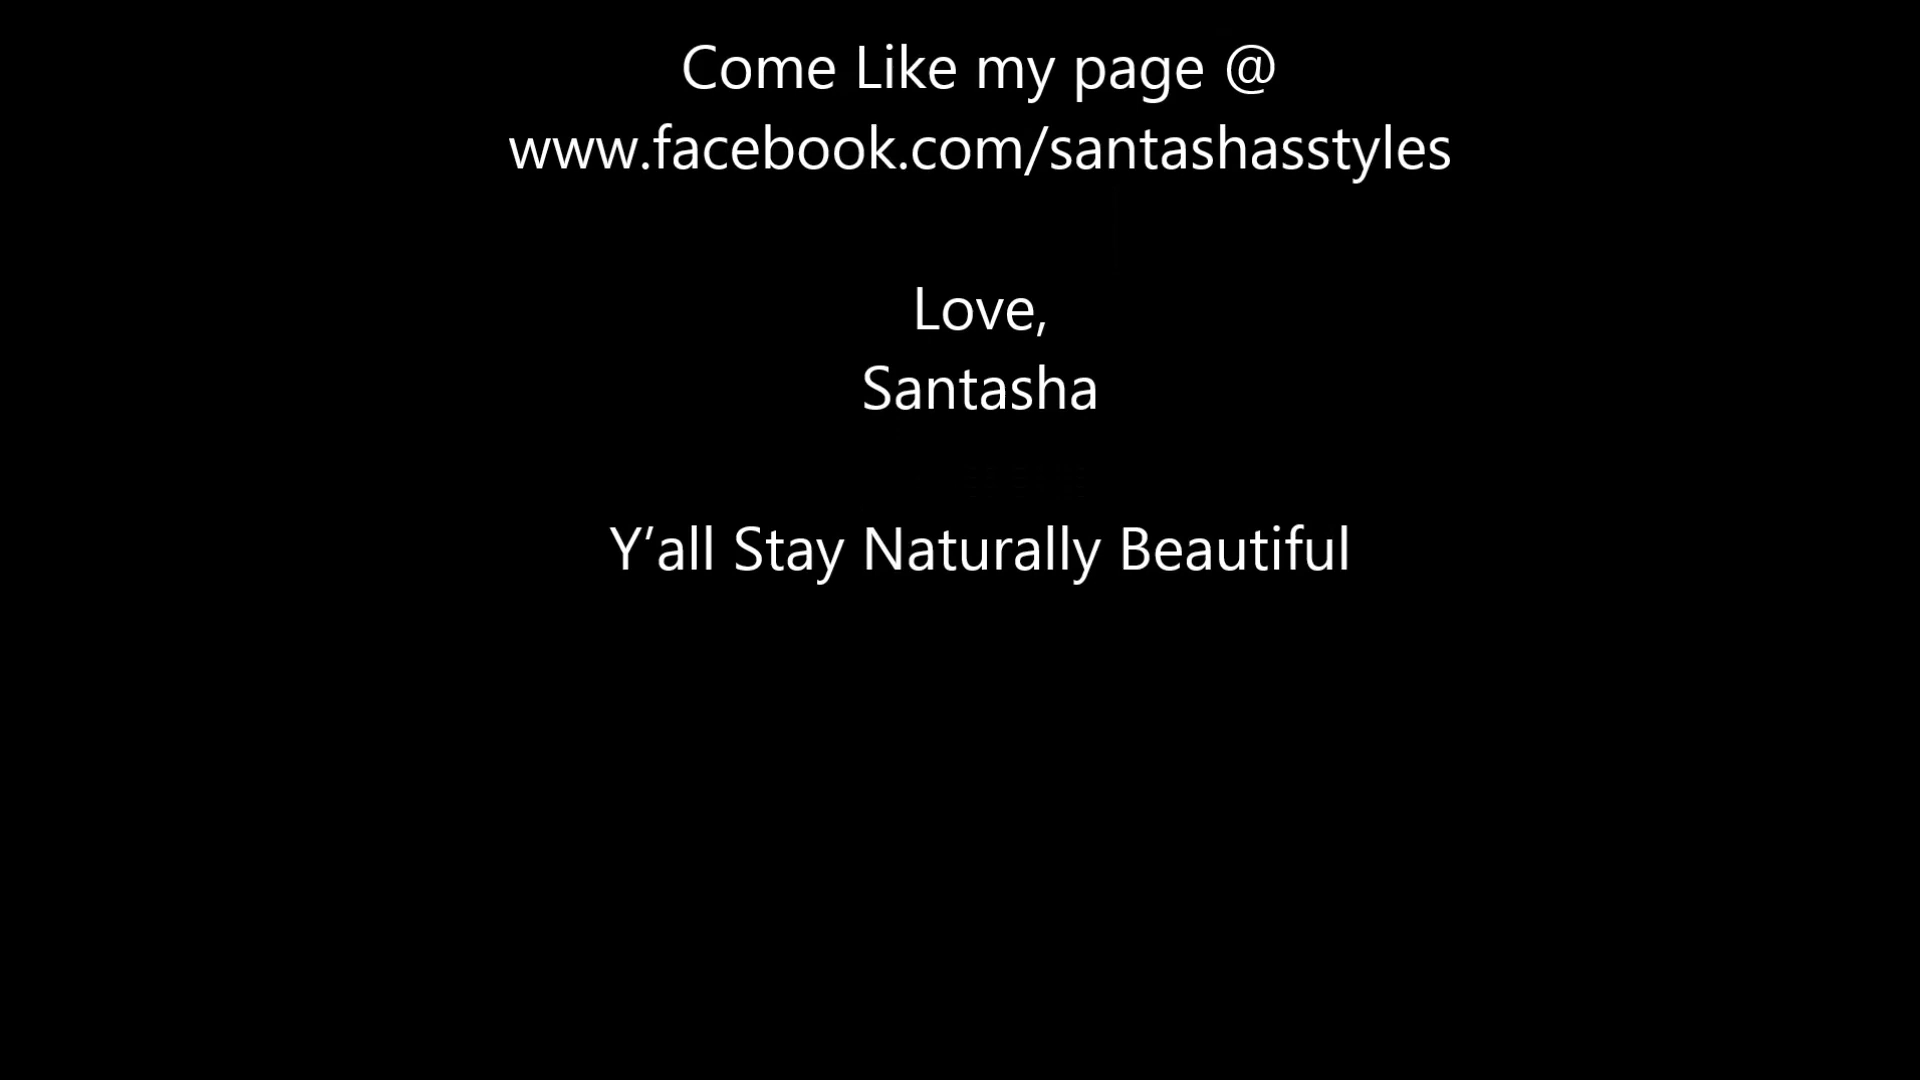 Come Like my page @
www.facebook.com/santashasstyles
Love,
Santasha
Y’all Stay Naturally Beautiful